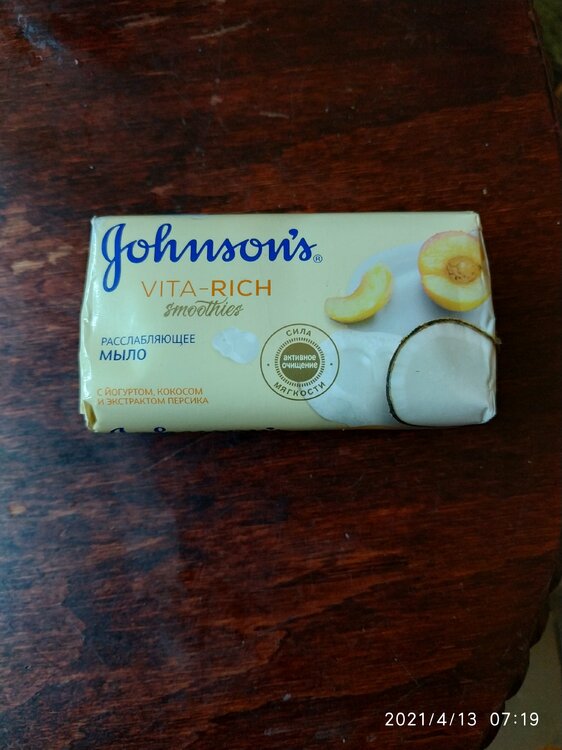 Johnson's®
VITA-RICH
smoothies
РАССЛАБЛЯЮЩЕЕ
МЫЛО
С ЙОГУРТОМ, КОКОСОМ
И ЭКСТРАКТОМ ПЕРСИКА
СИЛА
активное
очищение
МЯГКОСТИ
2021/4/13 07:19